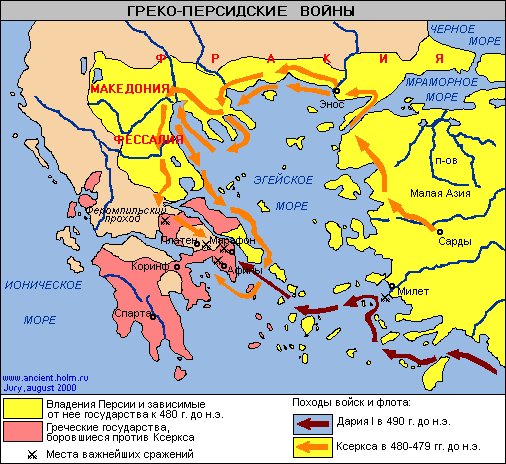 ГРЕКО-ПЕРСИДСКИЕ ВОЙНЫ
ЧЕРНОЕ
МОРЕ
Ф Р А К И Я
МРАМОРНОЕ
МОРЕ
МАКЕДОНИЯ
Энос
ФЕССАЛИЯ
п-ов
Малая Азия
ЭГЕЙСКОЕ
МОРЕ
Фермпильский
проход
Платеи
Марафон
Сарды
Коринф
Афины
Милет
ИОНИЧЕСКОЕ
МОРЕ
Спарта
www.ancient.holm.ru
Jury, august 2000
Владения Персии и зависимые
от нее государства к 480 г. до н.э.
Греческие государства,
боровшиеся против Ксеркса
Места важнейших сражений
Походы войск и флота:
Дария I в 490 г. до н.э.
Ксеркса в 480-479 гг. до н.э.